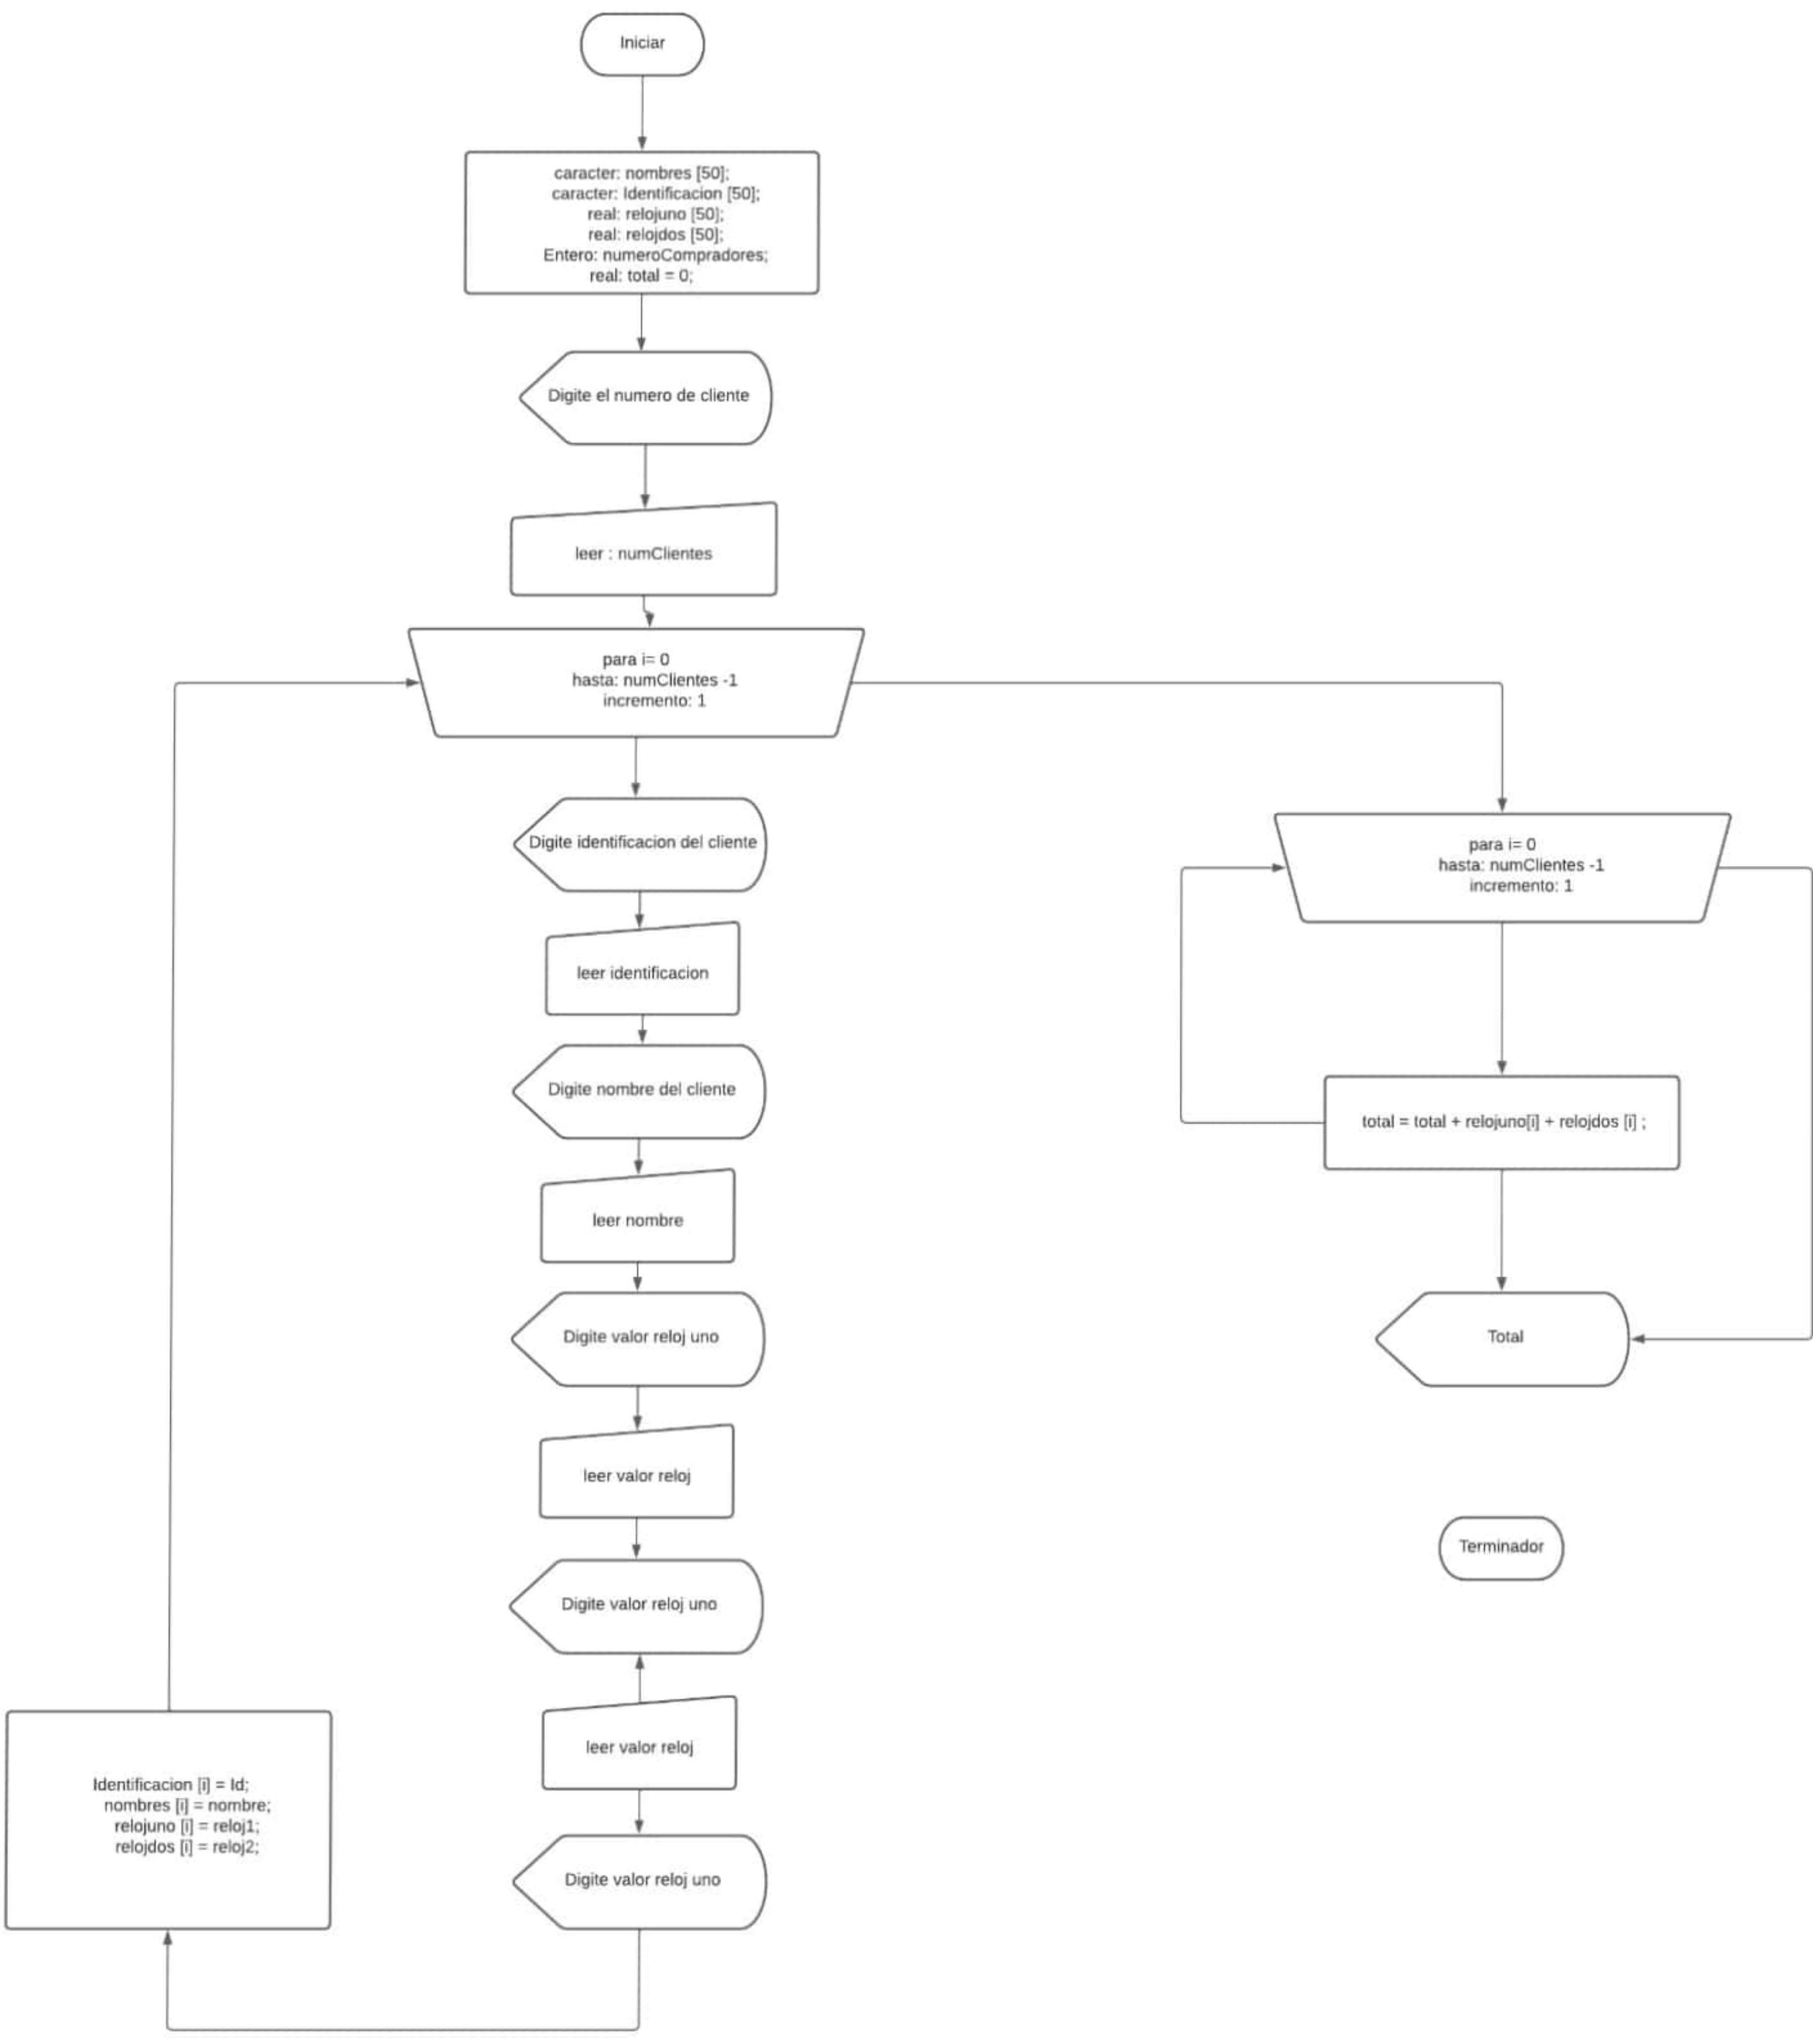 Iniciar
caracter: nombres [50];
caracter: Identificacion [50];
real: relojuno [50];
real: relojdos [50];
Entero: numeroCompradores;
real: total = 0;
Digite el numero de cliente
leer : numClientes
para i= 0
hasta: numClientes -1
incremento: 1
Digite identificacion del cliente
leer identificacion
Digite nombre del cliente
leer nombre
Digite valor reloj uno
leer valor reloj
Digite valor reloj uno
leer valor reloj
Digite valor reloj uno
Identificacion [i] = Id;
nombres [i] = nombre;
relojuno [i] = reloj1;
relojdos [i] = reloj2;
para i= 0
hasta: numClientes -1
incremento: 1
total = total + relojuno[i] + relojdos [i] ;
Total
Terminador